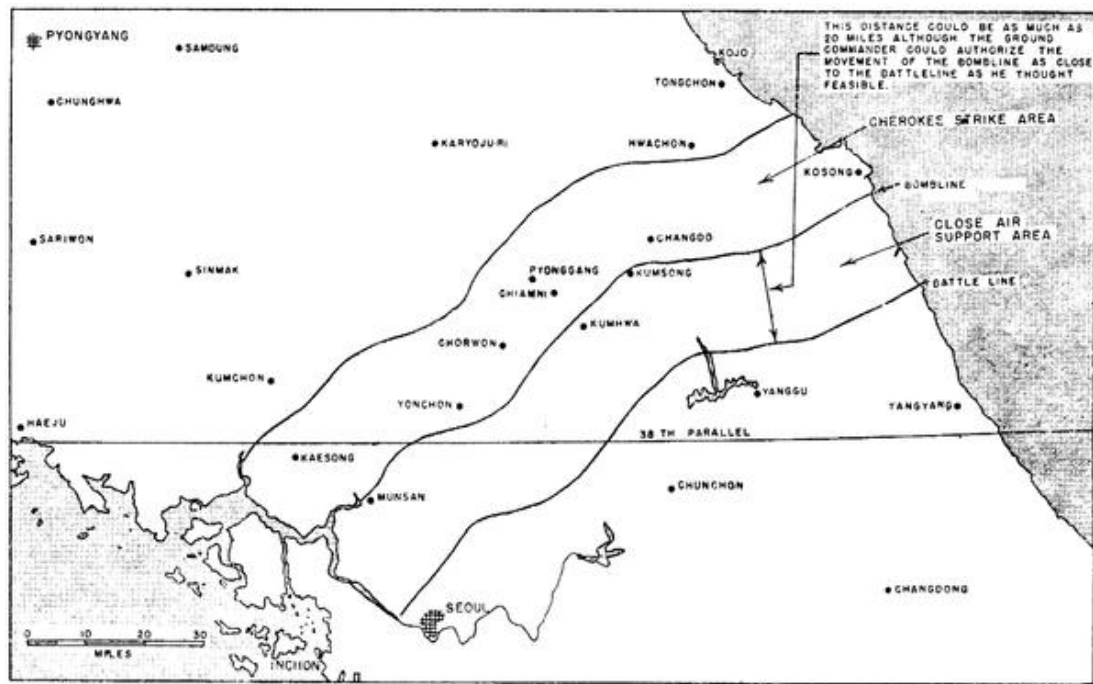 PYONGYANG
SAMDUNG
CHUNGHWA
KOJO
THIS DISTANCE COULD BE AS MUCH AS
20 MILES ALTHOUGH THE GROUND
COMMANDER COULD AUTHORIZE THE
MOVEMENT OF THE BOMBLINE AS CLOSE
TO THE BATTLELINE AS HE THOUGHT
FEASIBLE.
TONGCHON
CHEROKEE STRIKE AREA
KARYOJU-RI
HWACHON
KOSONG
BOMBLINE
SARIWON
CHANGDO
CLOSE AIR
SUPPORT AREA
SINMAK
PYONGGANG
KUMSONG
CHIAMNI
BATTLE LINE
KUMHWA
CHORWON
KUMCHON
YANGGU
YONCHON
YANGYANG
HAEJU
38 TH PARALLEL
KAESONG
MUNSAN
CHUNCHON
CHANGDONG
SEOUL
0 10 20 30
MILES
INCHON